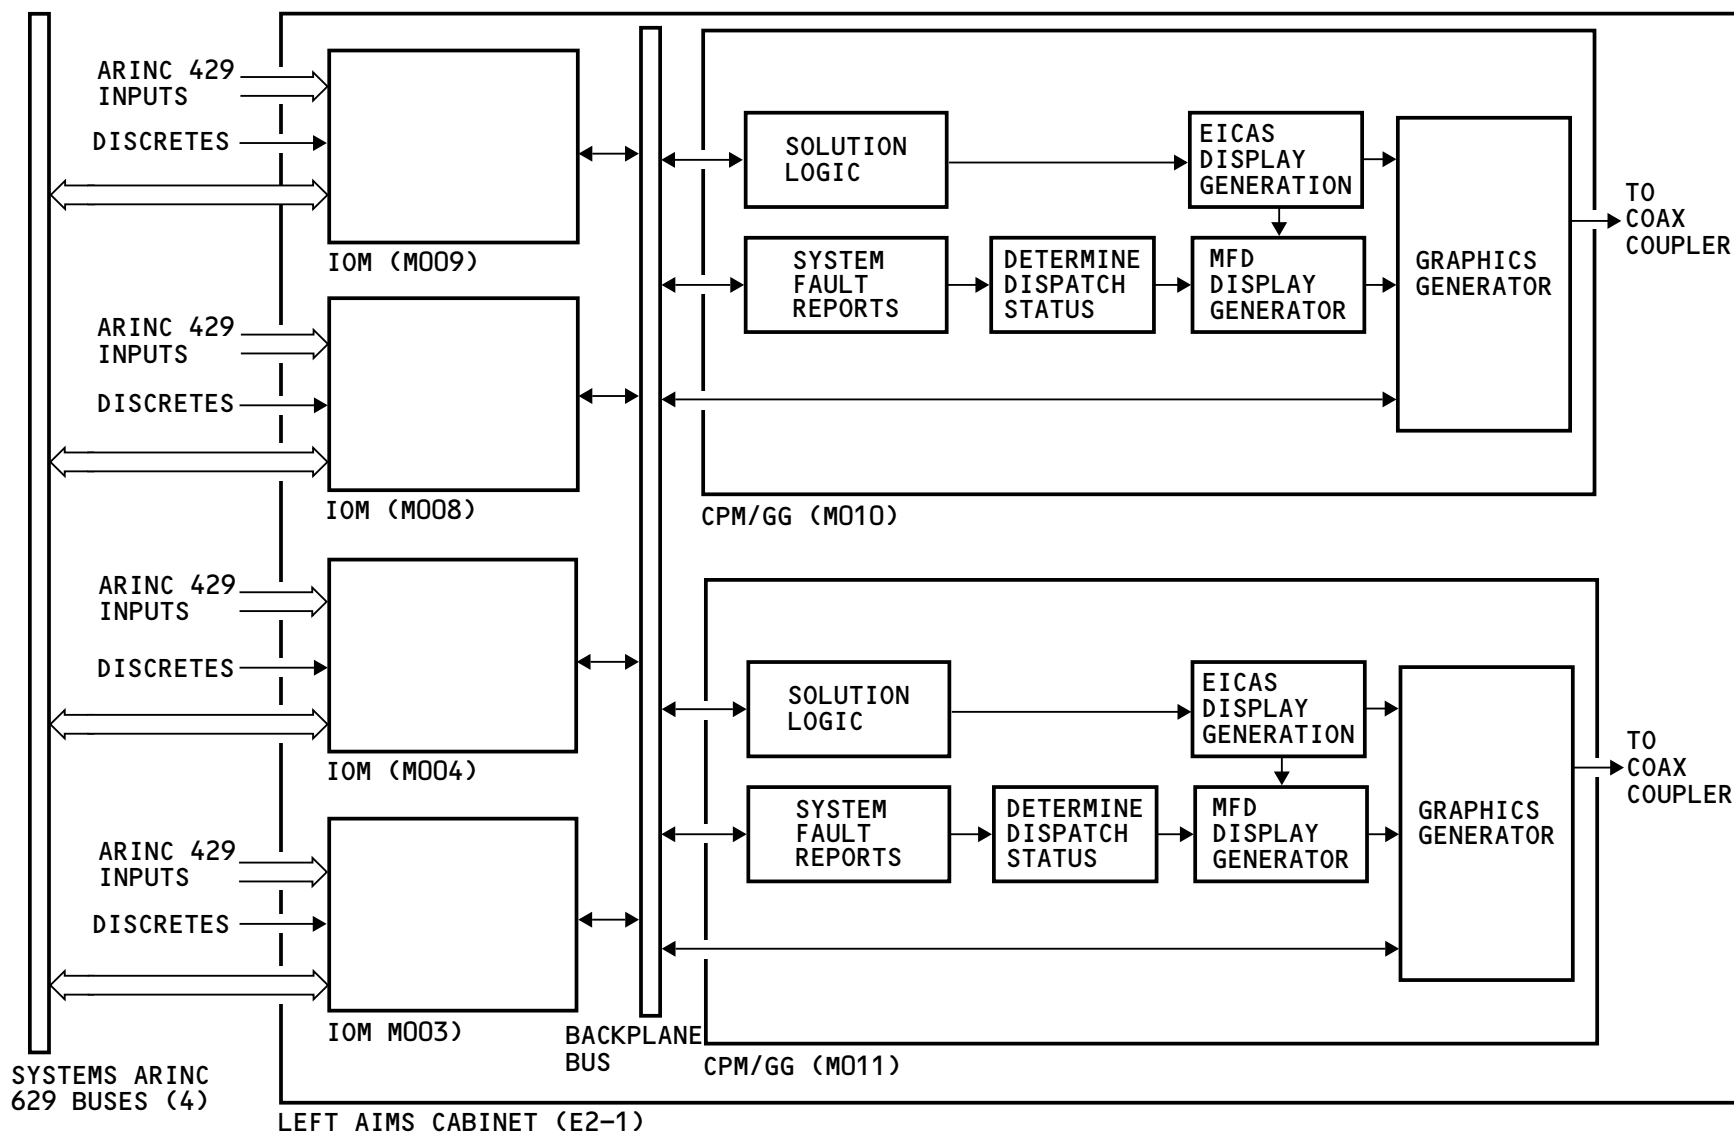 ARINC 429
INPUTS
DISCRETES
IOM (M009)
ARINC 429
INPUTS
DISCRETES
IOM (M008)
ARINC 429
INPUTS
DISCRETES
IOM (M004)
ARINC 429
INPUTS
DISCRETES
IOM M003)
SYSTEMS ARINC
629 BUSES (4)
BACKPLANE
BUS
SOLUTION
LOGIC
EICAS
DISPLAY
GENERATION
SYSTEM
FAULT
REPORTS
DETERMINE
DISPATCH
STATUS
MFD
DISPLAY
GENERATOR
GRAPHICS
GENERATOR
TO
COAX
COUPLER
CPM/GG (M010)
SOLUTION
LOGIC
EICAS
DISPLAY
GENERATION
SYSTEM
FAULT
REPORTS
DETERMINE
DISPATCH
STATUS
MFD
DISPLAY
GENERATOR
GRAPHICS
GENERATOR
TO
COAX
COUPLER
CPM/GG (M011)
LEFT AIMS CABINET (E2-1)